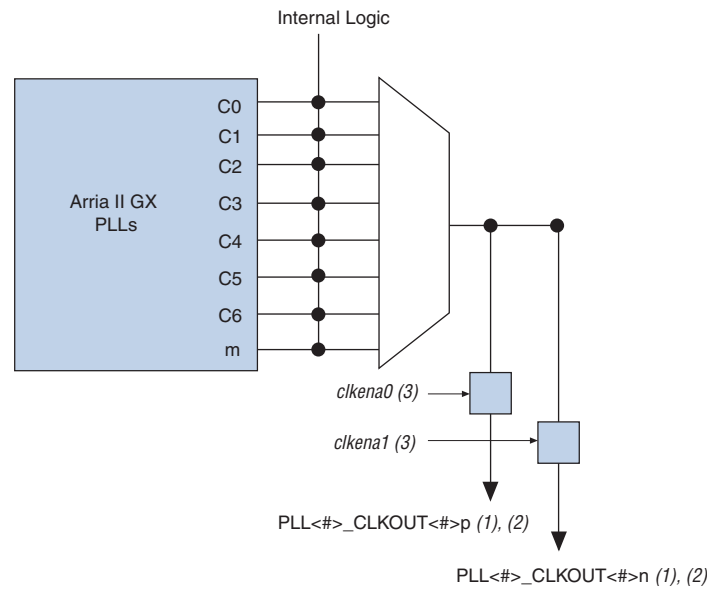 Internal Logic
Arria II GX
PLLs
C0
C1
C2
C3
C4
C5
C6
m
clkena0 (3)
clkena1 (3)
PLL<#>_CLKOUT<#>p (1), (2)
PLL<#>_CLKOUT<#>n (1), (2)